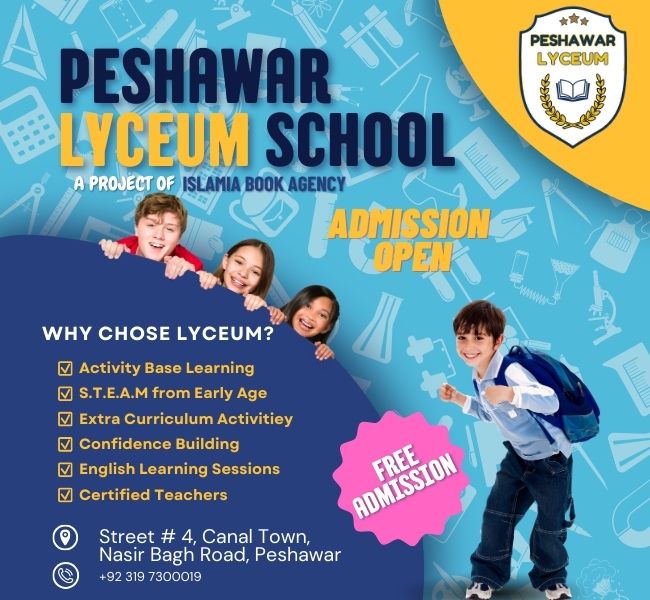 PESHAWAR
LYCEUM
PESHAWAR
LYCEUM SCHOOL
A PROJECT OF ISLAMIA BOOK AGENCY
ADMISSION
OPEN
WHY CHOSE LYCEUM?
Activity Base Learning
S.T.E.A.M from Early Age
Extra Curriculum Activitiey
Confidence Building
English Learning Sessions
Certified Teachers
FREE
ADMISSION
Street # 4, Canal Town,
Nasir Bagh Road, Peshawar
+92 319 7300019